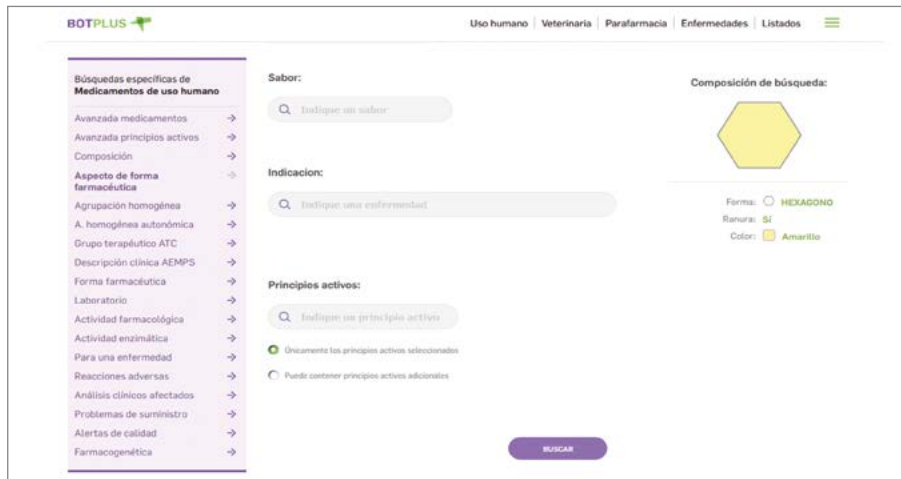 BOTPLUS
Uso humano
Veterinaria
Parafarmacia
Enfermedades
Listados
Búsquedas específicas de
Medicamentos de uso humano
Avanzada medicamentos
Avanzada principios activos
Composición
Aspecto de forma
farmacéutica
Agrupación homogénea
A. homogénea autonómica
Grupo terapéutico ATC
Descripción clínica AEMPS
Forma farmacéutica
Laboratorio
Actividad farmacológica
Actividad enzimática
Para una enfermedad
Reacciones adversas
Análisis clínicos afectados
Problemas de suministro
Alertas de calidad
Farmacogenética
Sabor:
Indique un sabor
Indicacion:
Indique una enfermedad
Principios activos:
Indique un principio activo
Únicamente los principios activos seleccionados
Puede contener principios activos adicionales
BUSCAR
Composición de búsqueda:
Forma: HEXAGONO
Ranura: Sí
Color: Amarillo